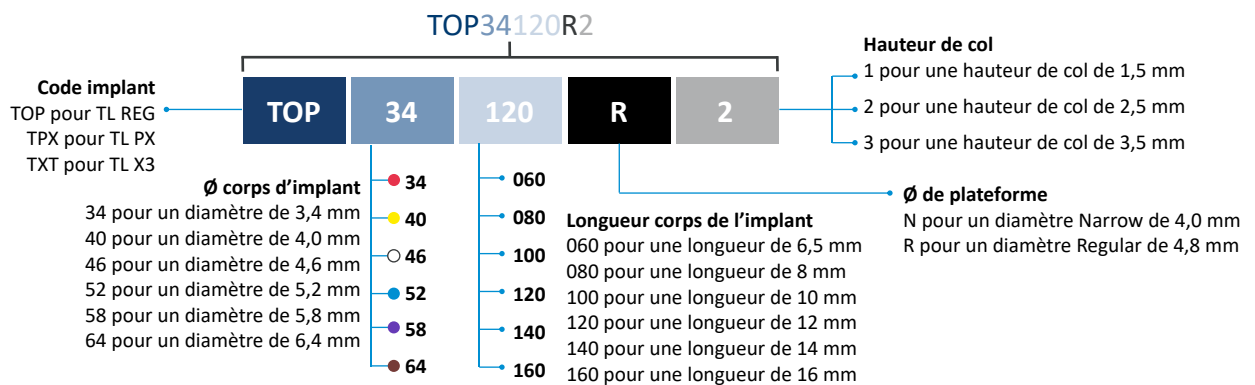 TOP34120R2
Code implant
TOP pour TL REG
TPX pour TL PX
TXT pour TL X3
TOP
34
120
R
2
Hauteur de col
1 pour une hauteur de col de 1,5 mm
2 pour une hauteur de col de 2,5 mm
3 pour une hauteur de col de 3,5 mm
Ø corps d’implant
34 pour un diamètre de 3,4 mm
40 pour un diamètre de 4,0 mm
46 pour un diamètre de 4,6 mm
52 pour un diamètre de 5,2 mm
58 pour un diamètre de 5,8 mm
64 pour un diamètre de 6,4 mm
34
40
46
52
58
64
060
080
100
120
140
160
Longueur corps de l’implant
060 pour une longueur de 6,5 mm
080 pour une longueur de 8 mm
100 pour une longueur de 10 mm
120 pour une longueur de 12 mm
140 pour une longueur de 14 mm
160 pour une longueur de 16 mm
Ø de plateforme
N pour un diamètre Narrow de 4,0 mm
R pour un diamètre Regular de 4,8 mm